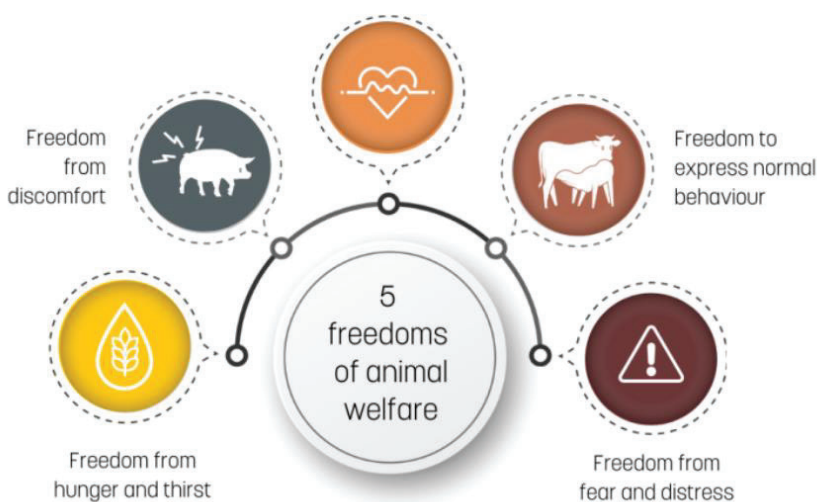 Freedom
from
discomfort
Freedom to
express normal
behaviour
5
freedoms
of animal
welfare
Freedom from
hunger and thirst
Freedom from
fear and distress